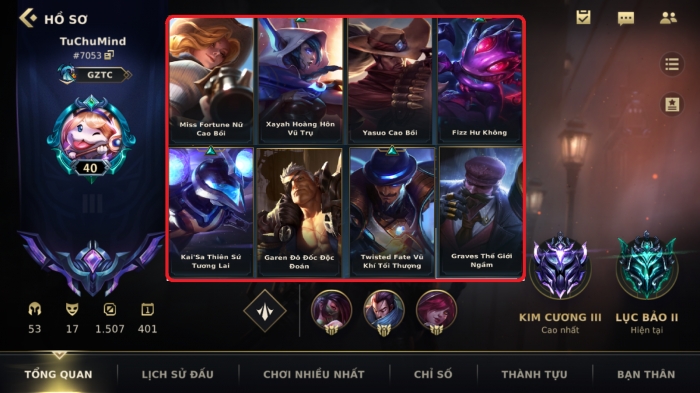 HỒ SƠ
TuChuMind
#7053
GZTC
40
III
53
17
1.507
401
Miss Fortune Nữ
Cao Bồi
Xayah Hoàng Hôn
Vũ Trụ
Yasuo Cao Bồi
Fizz Hư Không
Kai'Sa Thiên Sứ
Tương Lai
Garen Đô Đốc Độc
Đoán
Twisted Fate Vũ
Khí Tối Thượng
Graves Thế Giới
Ngầm
KIM CƯƠNG III
Cao nhất
LỤC BẢO II
Hiện tại
TỔNG QUAN
LỊCH SỬ ĐẤU
CHƠI NHIỀU NHẤT
CHỈ SỐ
THÀNH TỰU
BẠN THÂN